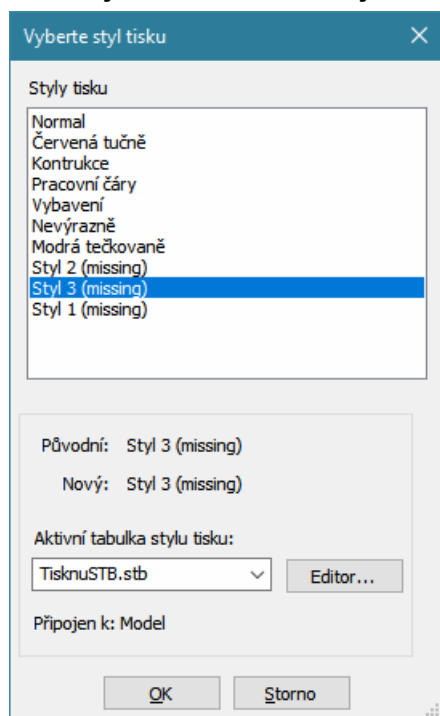 Vyberte styl tisku
Styly tisku
Normal
Červená tučně
Kontrukce
Pracovní čáry
Vybavení
Nevýrazně
Modrá tečkovaně
Styl 2 (missing)
Styl 3 (missing)
Styl 1 (missing)
Původní: Styl 3 (missing)
Nový: Styl 3 (missing)
Aktivní tabulka stylu tisku:
TisknuSTB.stb Editor...
Připojen k: Model
OK Storno